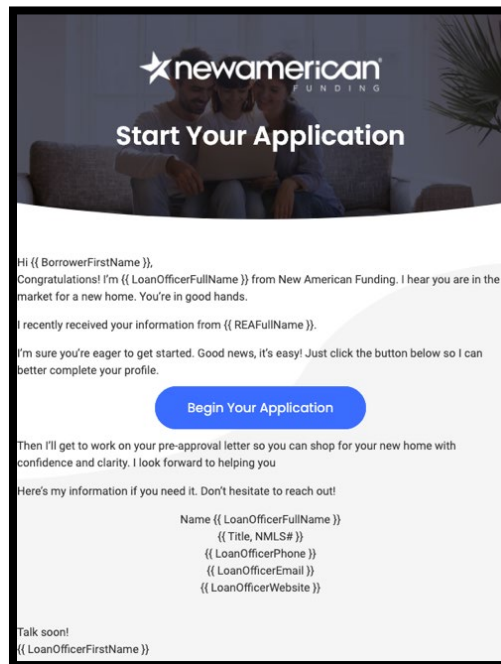 newamerican
FUNDING
Start Your Application
Hi {{ BorrowerFirstName }},
Congratulations! I'm {{ LoanOfficerFullName }} from New American Funding. I hear you are in the
market for a new home. You're in good hands.
I recently received your information from {{ REAFullName }}.
I'm sure you're eager to get started. Good news, it's easy! Just click the button below so I can
better complete your profile.
Begin Your Application
Then I'll get to work on your pre-approval letter so you can shop for your new home with
confidence and clarity. I look forward to helping you
Here's my information if you need it. Don't hesitate to reach out!
Name {{ LoanOfficerFullName }}
{{ Title, NMLS# }}
{{ LoanOfficerPhone }}
{{ LoanOfficerEmail }}
{{ LoanOfficerWebsite }}
Talk soon!
{{ LoanOfficerFirstName }}